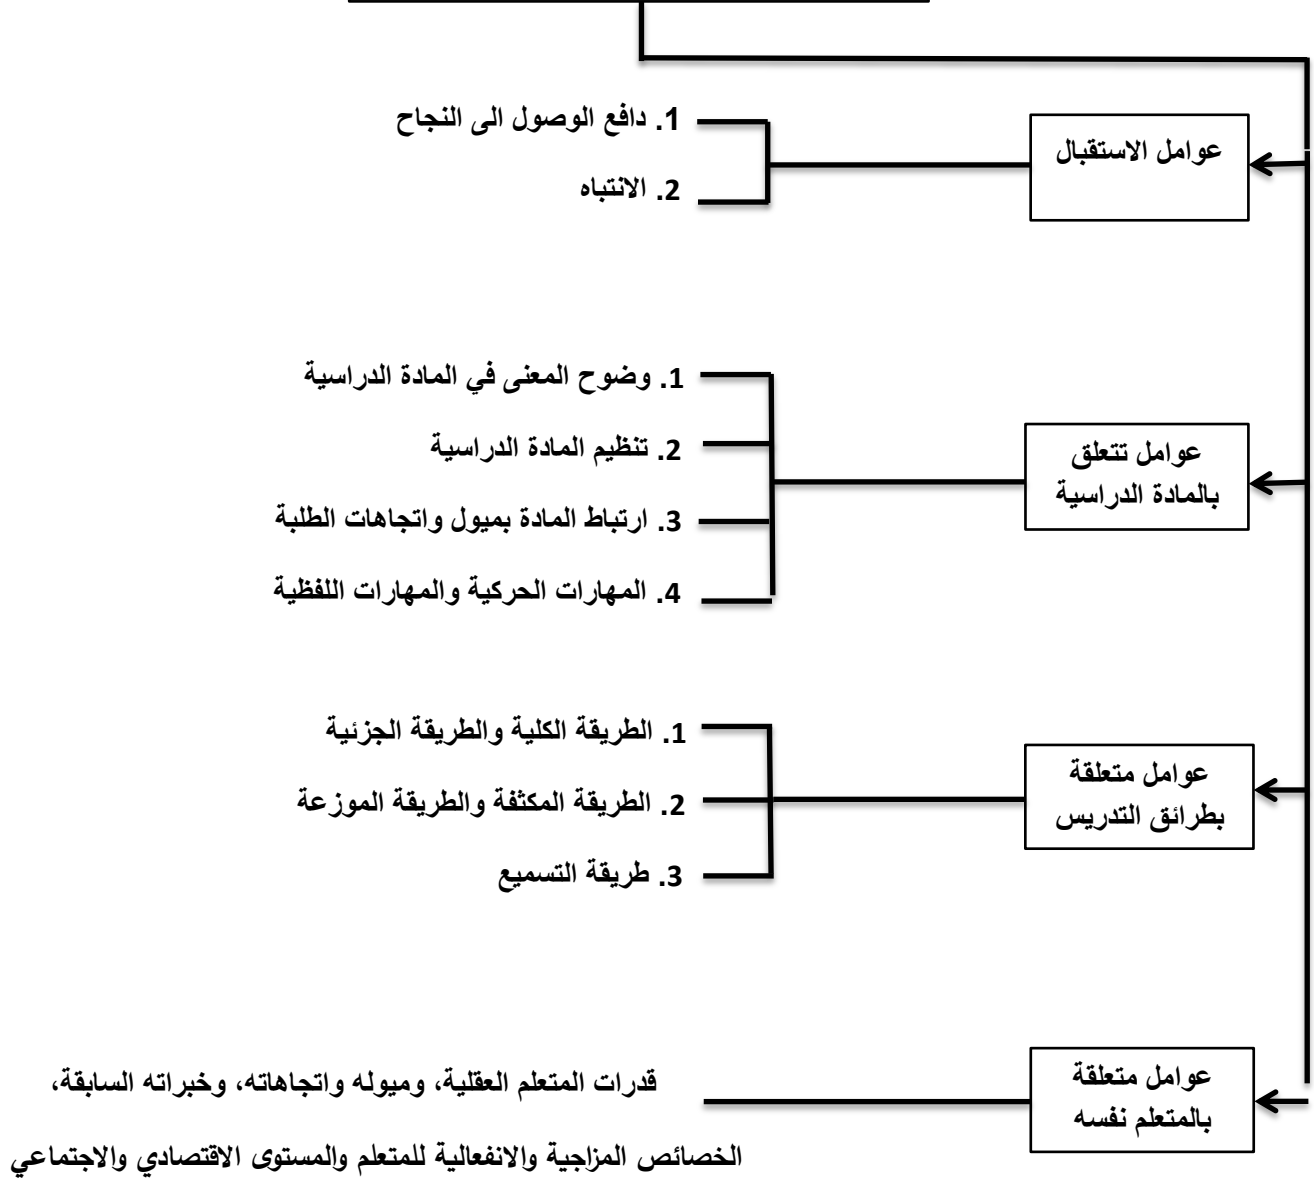 عوامل الاستقبال
1. دافع الوصول الى النجاح
2. الانتباه
عوامل تتعلق
بالمادة الدراسية
1. وضوح المعنى في المادة الدراسية
2. تنظيم المادة الدراسية
3. ارتباط المادة بميول واتجاهات الطلبة
4. المهارات الحركية والمهارات اللفظية
عوامل متعلقة
بطرائق التدريس
1. الطريقة الكلية والطريقة الجزئية
2. الطريقة المكثفة والطريقة الموزعة
3. طريقة التسميع
عوامل متعلقة
بالمتعلم نفسه
قدرات المتعلم العقلية، وميوله واتجاهاته، وخبراته السابقة،
الخصائص المزاجية والانفعالية للمتعلم والمستوى الاقتصادي والاجتماعي